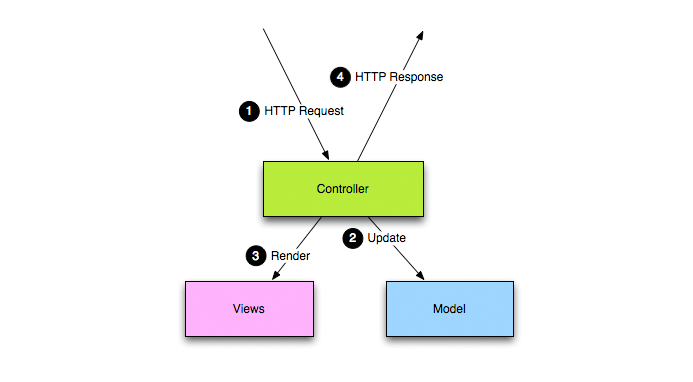 4 HTTP Response
1 HTTP Request
Controller
2 Update
3 Render
Views
Model